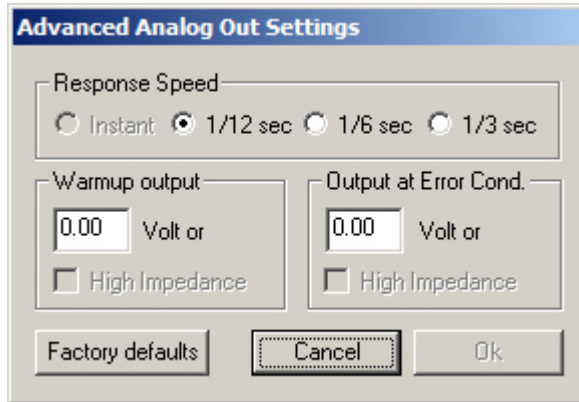 Advanced Analog Out Settings
Response Speed
Instant 1/12 sec 1/6 sec 1/3 sec
Warmup output
0.00 Volt or
High Impedance
Output at Error Cond.
0.00 Volt or
High Impedance
Factory defaults Cancel Ok